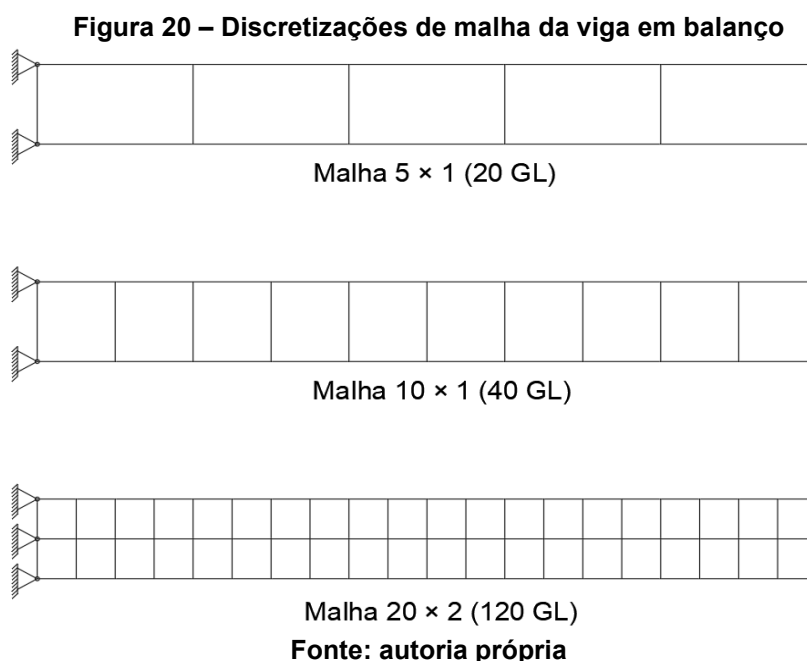 Figura 20 – Discretizações de malha da viga em balanço
Malha 5 × 1 (20 GL)
Malha 10 × 1 (40 GL)
Malha 20 × 2 (120 GL)
Fonte: autoria própria